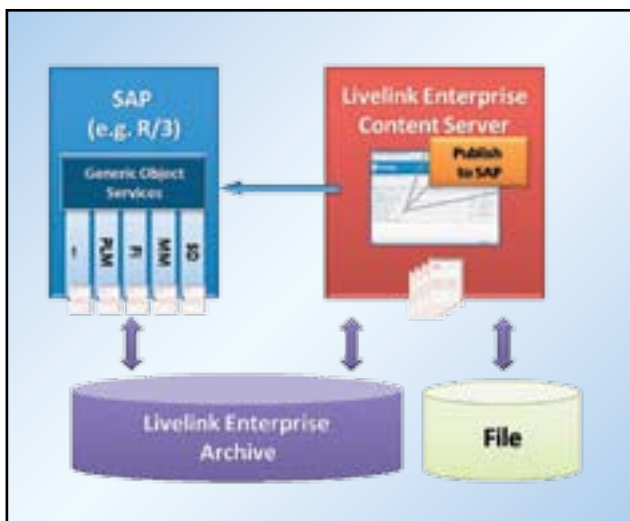 SAP
(e.g. R/3)
Generic Object
Services
PLM
FI
MM
SD
Livelink Enterprise
Content Server
Publish
to SAP
Livelink Enterprise
Archive
File